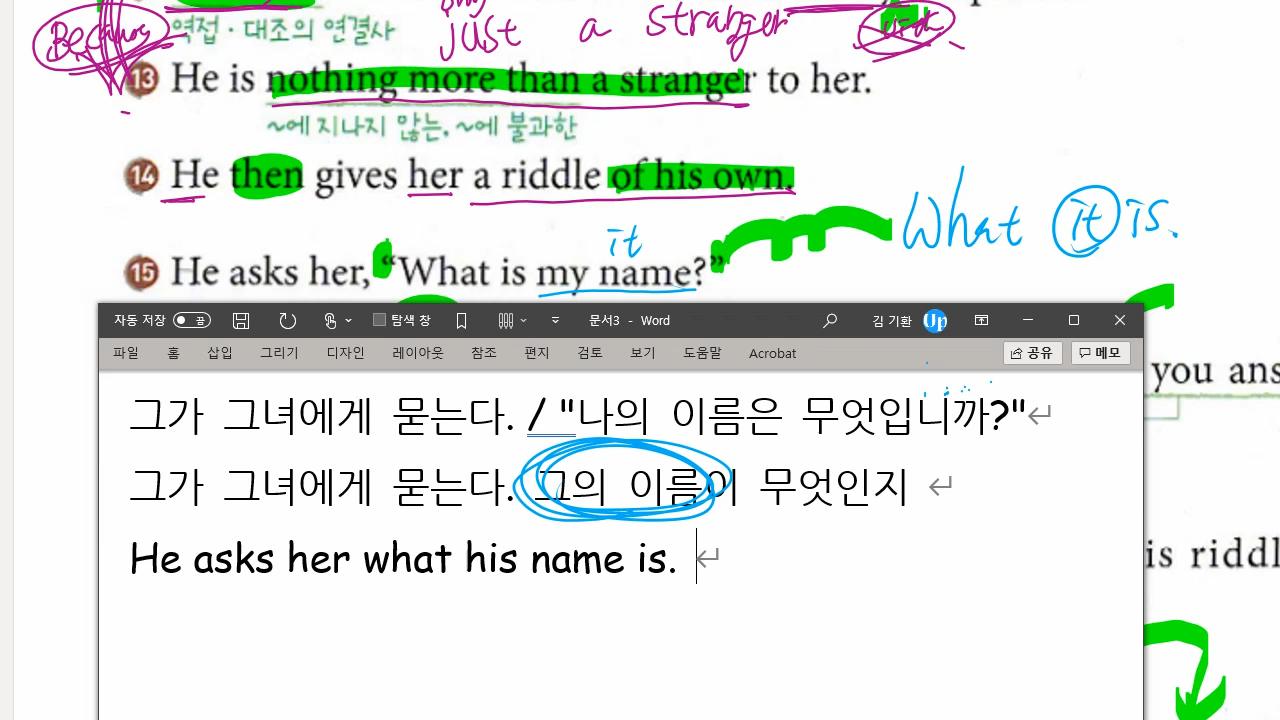 just a stranger
역접·대조의 연결사
13 He is nothing more than a stranger to her.
~에 지나지 않는, ~에 불과한
14 He then gives her a riddle of his own.
What it is.
it
15 He asks her, "What is my name?"
자동 저장 끔 탐색 창 문서3 - Word 김 기환 Up
파일 홈 삽입 그리기 디자인 레이아웃 참조 편지 검토 보기 도움말 Acrobat 공유 메모
you ans
그가 그녀에게 묻는다. / "나의 이름은 무엇입니까?"
그가 그녀에게 묻는다. 그의 이름이 무엇인지
He asks her what his name is.
is riddl